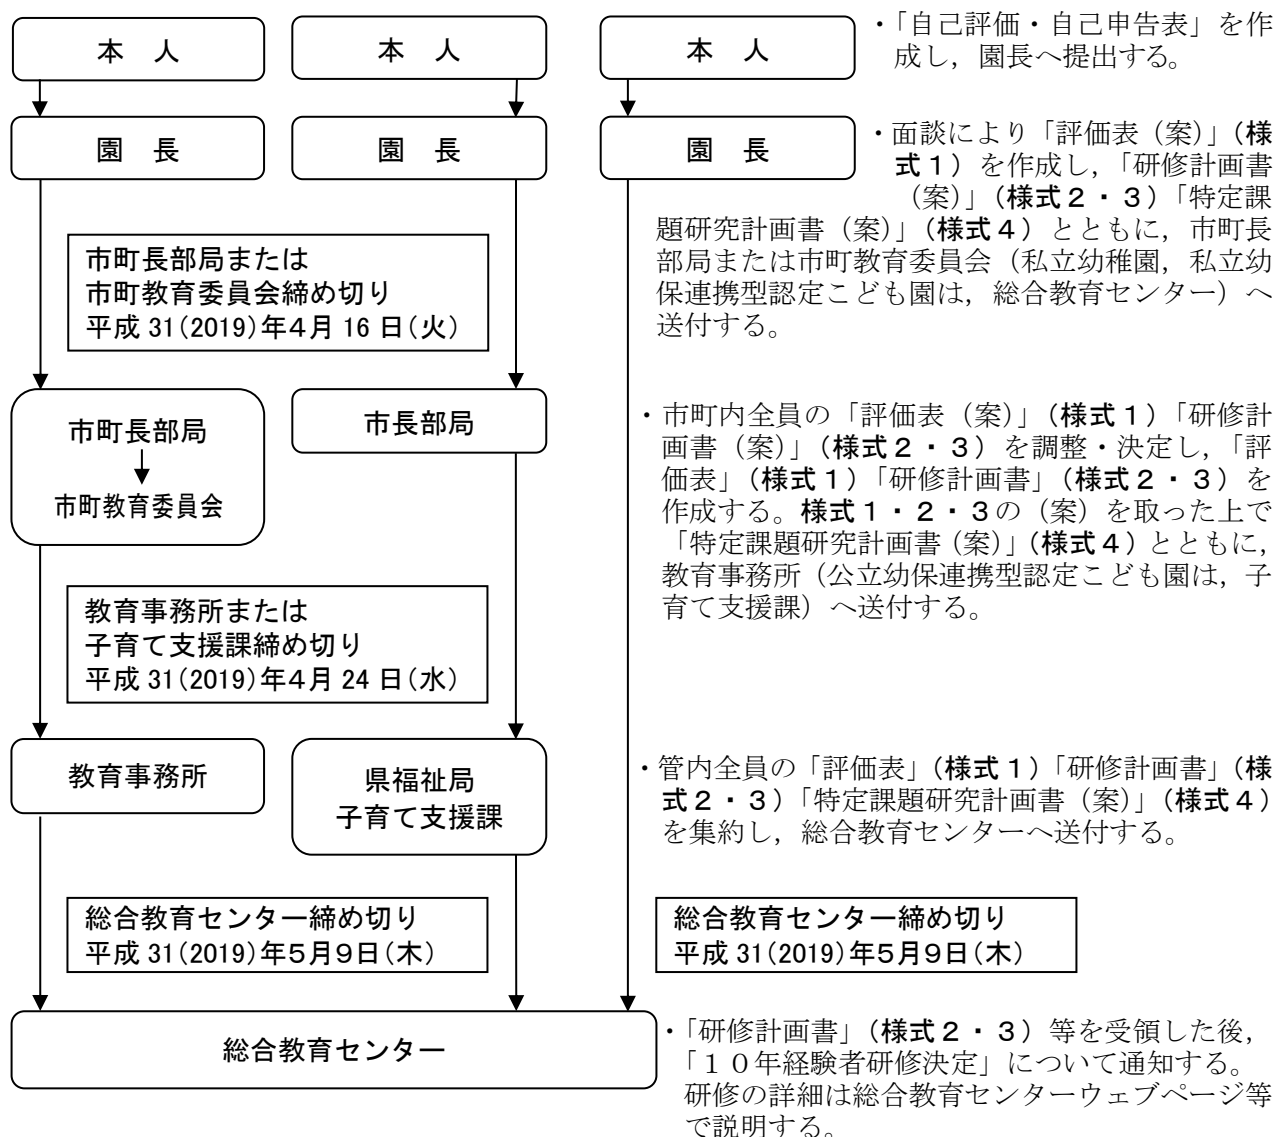 本　人
本　人
本　人
・「自己評価・自己申告表」を作
成し，園長へ提出する。
園　長
園　長
園　長
・面談により「評価表（案）」（様
式１）を作成し，「研修計画書
（案）」（様式２・３）「特定課
題研究計画書（案）」（様式４）とともに，市町長
部局または市町教育委員会（私立幼稚園，私立幼
保連携型認定こども園は，総合教育センター）へ
送付する。
市町長部局または
市町教育委員会締め切り
平成 31(2019)年４月 16 日(火)
市町長部局
市町教育委員会
市長部局
・市町内全員の「評価表（案）」（様式１）「研修計
画書（案）」（様式２・３）を調整・決定し，「評
価表」（様式１）「研修計画書」（様式２・３）を
作成する。様式１・２・３の（案）を取った上で
「特定課題研究計画書（案）」（様式４）とともに，
教育事務所（公立幼保連携型認定こども園は，子
育て支援課）へ送付する。
教育事務所または
子育て支援課締め切り
平成 31(2019)年４月 24 日(水)
教育事務所
県福祉局
子育て支援課
・管内全員の「評価表」（様式１）「研修計画書」（様
式２・３）「特定課題研究計画書（案）」（様式４）
を集約し，総合教育センターへ送付する。
総合教育センター締め切り
平成 31(2019)年５月９日(木)
総合教育センター締め切り
平成 31(2019)年５月９日(木)
総合教育センター
・「研修計画書」（様式２・３）等を受領した後，
「１０年経験者研修決定」について通知する。
研修の詳細は総合教育センターウェブページ等
で説明する。